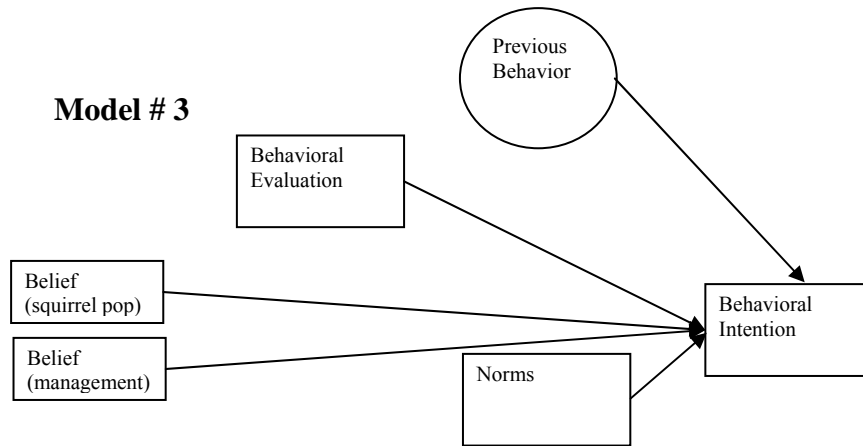 Previous
Behavior
Model # 3
Behavioral
Evaluation
Belief
(squirrel pop)
Behavioral
Intention
Belief
(management)
Norms